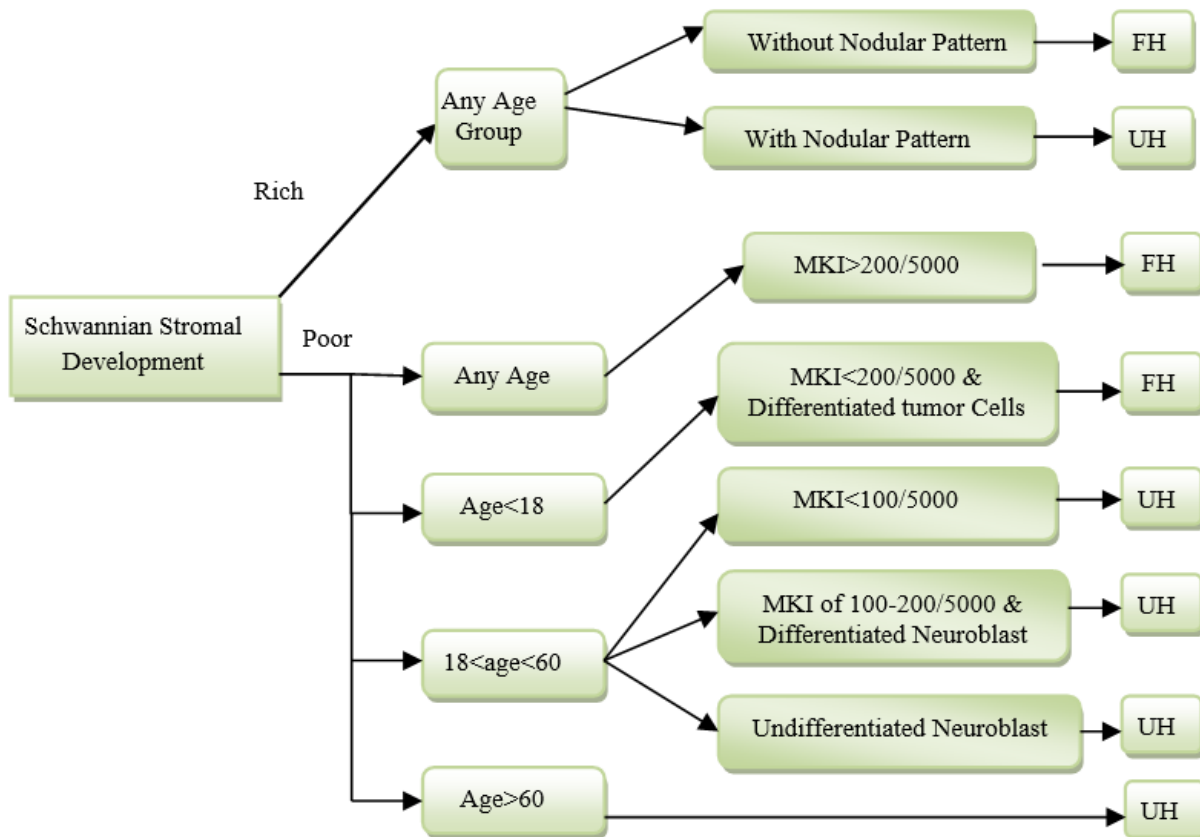 Without Nodular Pattern
FH
Any Age
Group
With Nodular Pattern
UH
Rich
MKI>200/5000
FH
Schwannian Stromal
Development
Poor
Any Age
MKI<200/5000 &
Differentiated tumor Cells
FH
Age<18
MKI<100/5000
UH
MKI of 100-200/5000 &
Differentiated Neuroblast
UH
18<age<60
Undifferentiated Neuroblast
UH
Age>60
UH